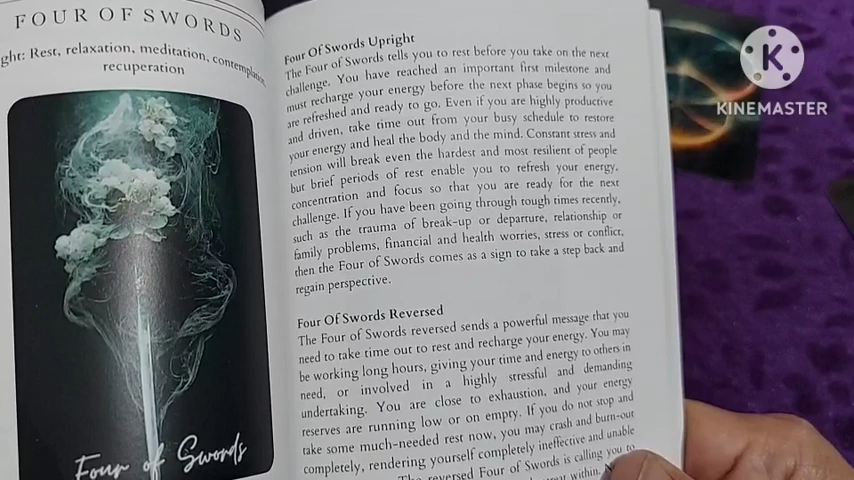 FOUR OF SWORDS
ght: Rest, relaxation, meditation, contemplation,
recuperation
Four of Swords
Four Of Swords Upright
The Four of Swords tells you to rest before you take on the next
challenge. You have reached an important first milestone and
must recharge your energy before the next phase begins so you
are refreshed and ready to go. Even if you are highly productive
and driven, take time out from your busy schedule to restore
your energy and heal the body and the mind. Constant stress and
tension will break even the hardest and most resilient of people
but brief periods of rest enable you to refresh your energy,
concentration and focus so that you are ready for the next
challenge. If you have been going through tough times recently,
such as the trauma of break-up or departure, relationship or
family problems, financial and health worries, stress or conflict,
then the Four of Swords comes as a sign to take a step back and
regain perspective.
Four Of Swords Reversed
The Four of Swords reversed sends a powerful message that you
need to take time out to rest and recharge your energy. You may
be working long hours, giving your time and energy to others in
need, or involved in a highly stressful and demanding
undertaking. You are close to exhaustion, and your energy
reserves are running low or on empty. If you do not stop and
take some much-needed rest now, you may crash and burn-out
completely, rendering yourself completely ineffective and unable
The reversed Four of Swords is calling you to
within.
K
KINEMASTER